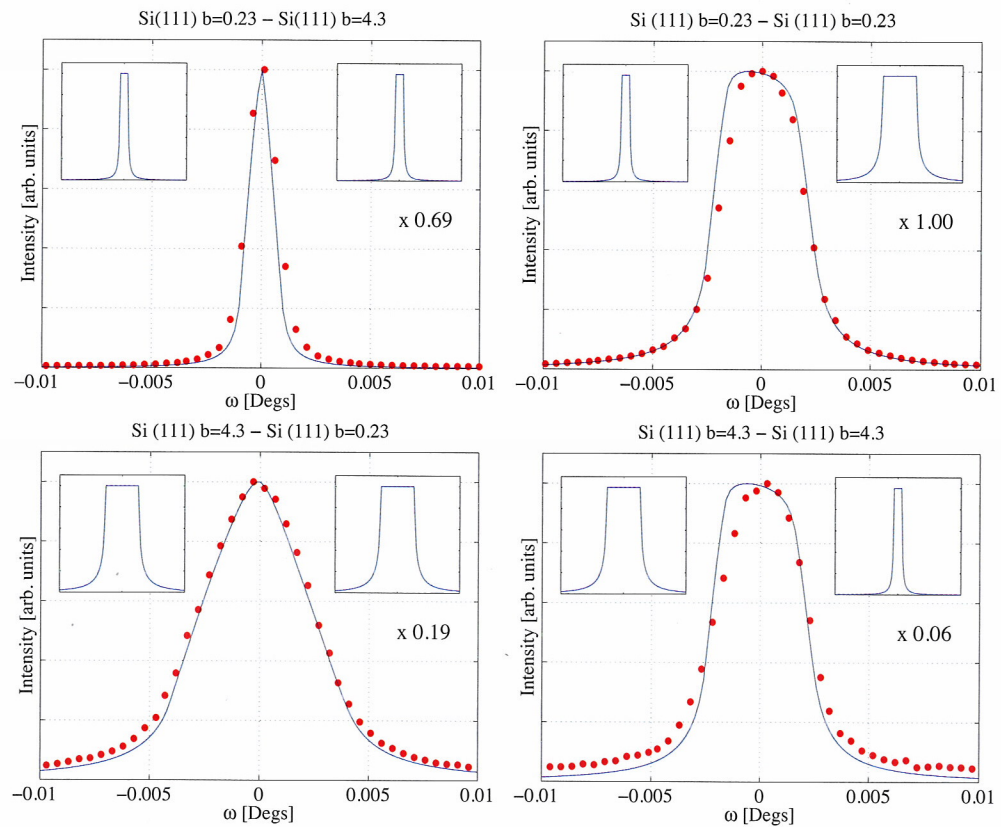 Si(111) b=0.23 − Si(111) b=4.3
Intensity [arb. units]
x 0.69
−0.01 −0.005 0 0.005 0.01
ω [Degs]
Si (111) b=0.23 − Si (111) b=0.23
Intensity [arb. units]
x 1.00
−0.01 −0.005 0 0.005 0.01
ω [Degs]
Si (111) b=4.3 − Si (111) b=0.23
Intensity [arb. units]
x 0.19
−0.01 −0.005 0 0.005 0.01
ω [Degs]
Si (111) b=4.3 − Si (111) b=4.3
Intensity [arb. units]
x 0.06
−0.01 −0.005 0 0.005 0.01
ω [Degs]